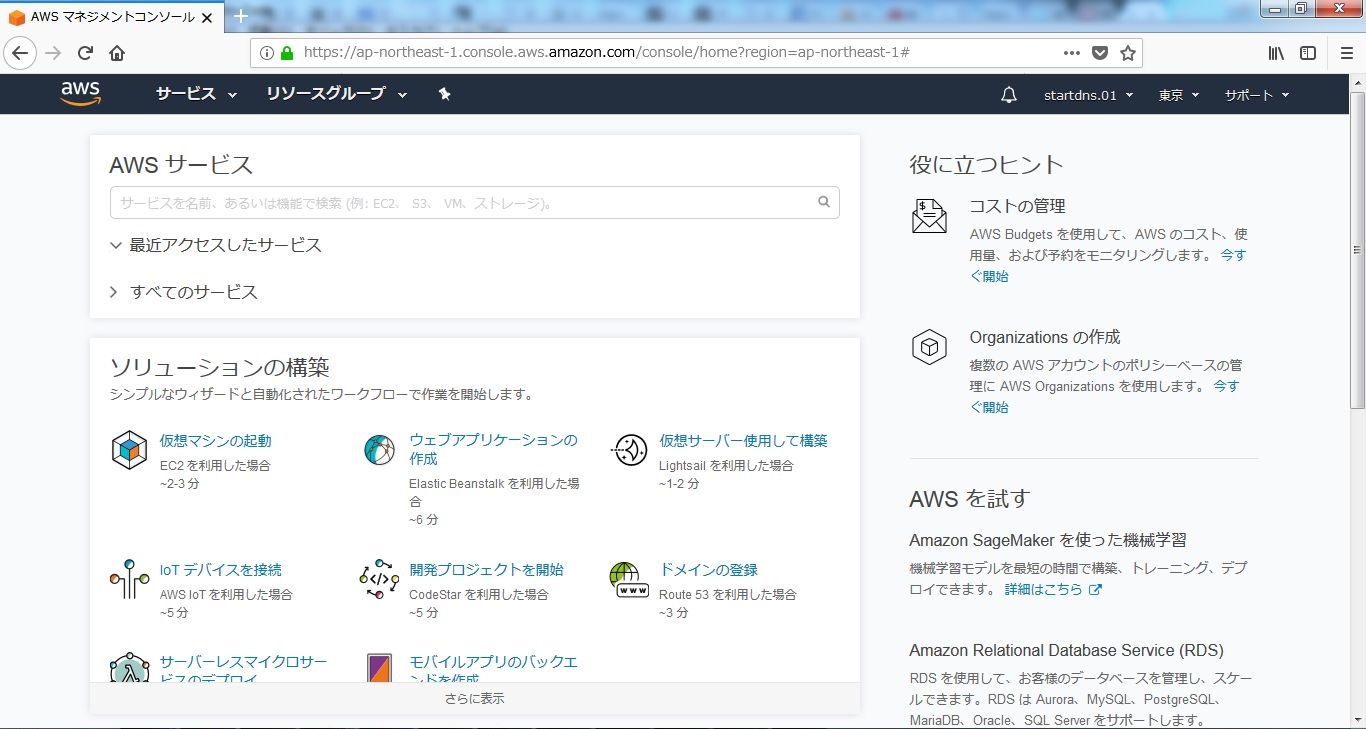 AWS マネジメントコンソール
https://ap-northeast-1.console.aws.amazon.com/console/home?region=ap-northeast-1#
aws
サービス
リソースグループ
startdns.01
東京
サポート
AWS サービス
サービスを名前、あるいは機能で検索 (例: EC2、 S3、 VM、ストレージ)。
最近アクセスしたサービス
すべてのサービス
ソリューションの構築
シンプルなウィザードと自動化されたワークフローで作業を開始します。
仮想マシンの起動
EC2 を利用した場合
~2-3 分
ウェブアプリケーションの
作成
Elastic Beanstalk を利用した場
合
~6 分
仮想サーバー使用して構築
Lightsail を利用した場合
~1-2 分
IoT デバイスを接続
AWS IoT を利用した場合
~5 分
開発プロジェクトを開始
CodeStar を利用した場合
~5 分
www
ドメインの登録
Route 53 を利用した場合
~3 分
サーバーレスマイクロサー
ビスのデプロイ
モバイルアプリのバックエ
ンドを作成
さらに表示
役に立つヒント
コストの管理
AWS Budgets を使用して、AWS のコスト、使
用量、および予約をモニタリングします。 今す
ぐ開始
Organizations の作成
複数の AWS アカウントのポリシーベースの管
理に AWS Organizations を使用します。 今す
ぐ開始
AWS を試す
Amazon SageMaker を使った機械学習
機械学習モデルを最短の時間で構築、トレーニング、デプ
ロイできます。 詳細はこちら
Amazon Relational Database Service (RDS)
RDS を使用して、お客様のデータベースを管理し、スケー
ルできます。RDS は Aurora、MySQL、PostgreSQL、
MariaDB、Oracle、SQL Server をサポートします。